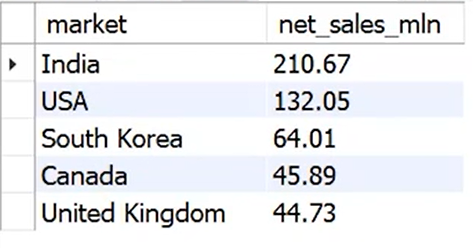 market net_sales_mln
India 210.67
USA 132.05
South Korea 64.01
Canada 45.89
United Kingdom 44.73